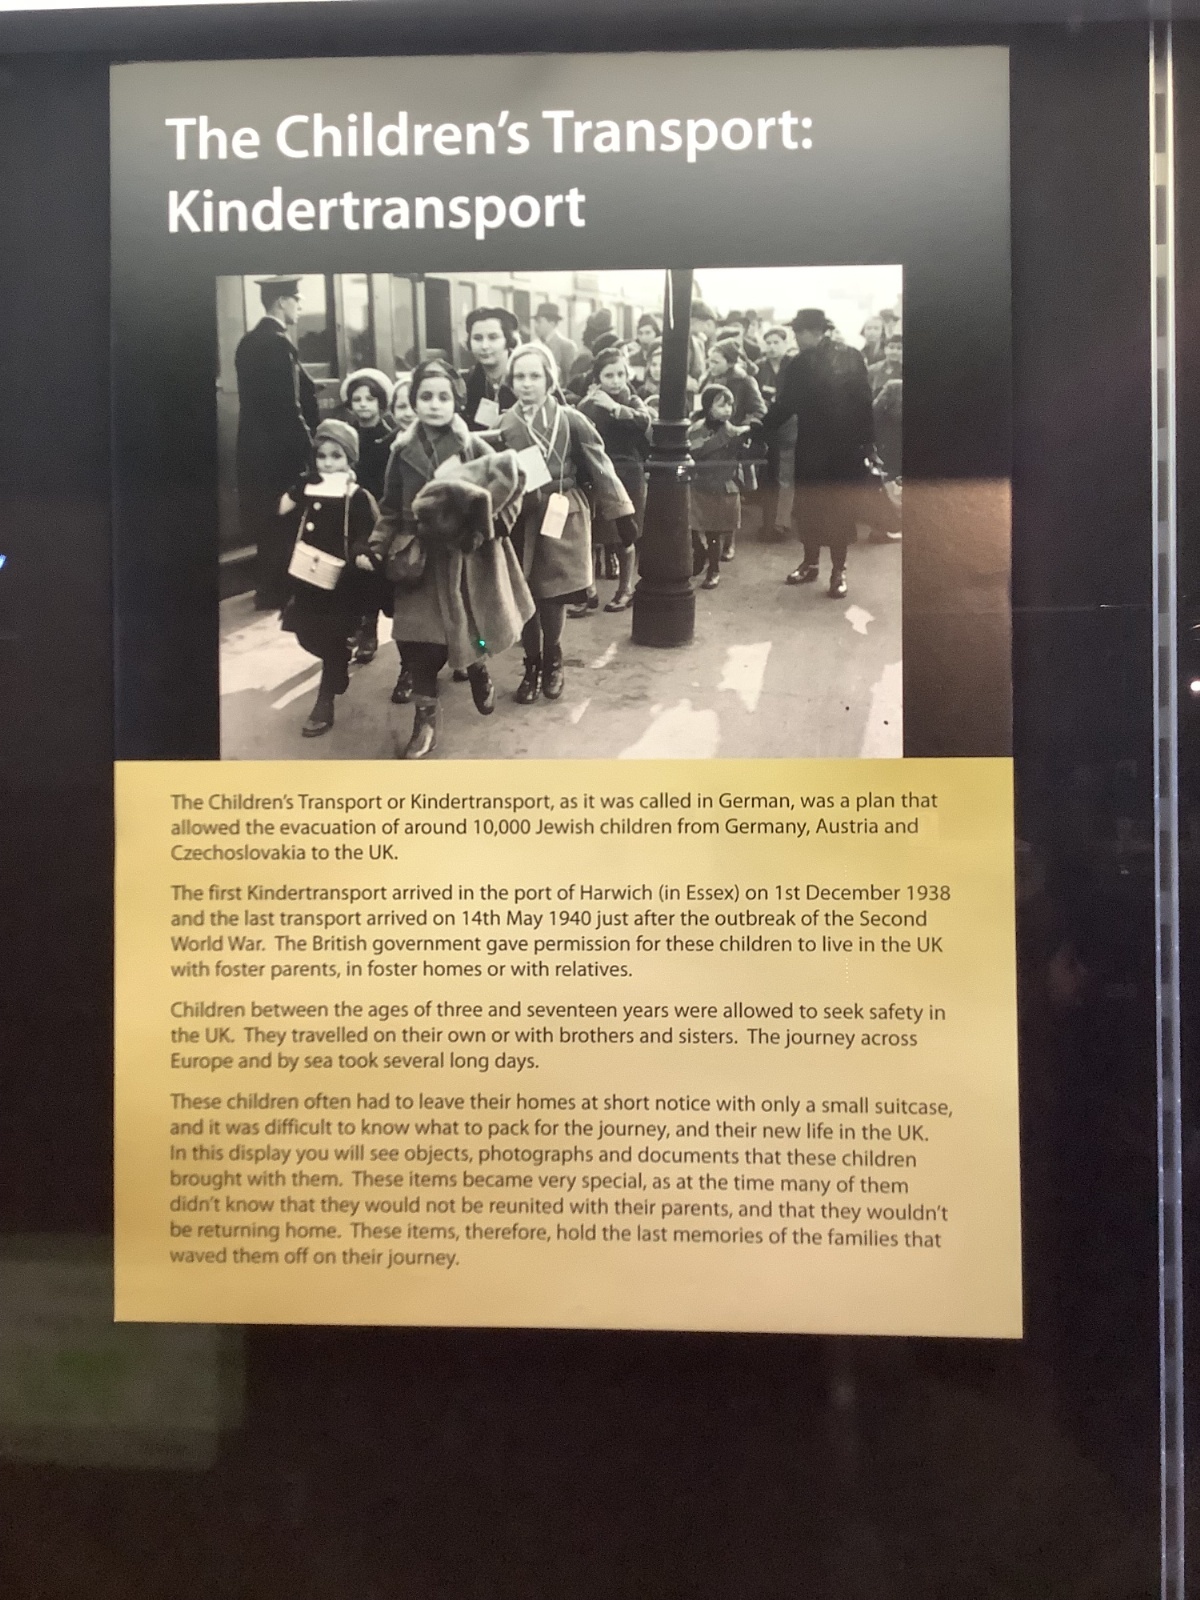 The Children's Transport:
Kindertransport
The Children's Transport or Kindertransport, as it was called in German, was a plan that
allowed the evacuation of around 10,000 Jewish children from Germany, Austria and
Czechoslovakia to the UK.
The first Kindertransport arrived in the port of Harwich (in Essex) on 1st December 1938
and the last transport arrived on 14th May 1940 just after the outbreak of the Second
World War. The British government gave permission for these children to live in the UK
with foster parents, in foster homes or with relatives.
Children between the ages of three and seventeen years were allowed to seek safety in
the UK. They travelled on their own or with brothers and sisters. The journey across
Europe and by sea took several long days.
These children often had to leave their homes at short notice with only a small suitcase,
and it was difficult to know what to pack for the journey, and their new life in the UK.
In this display you will see objects, photographs and documents that these children
brought with them. These items became very special, as at the time many of them
didn't know that they would not be reunited with their parents, and that they wouldn't
be returning home. These items, therefore, hold the last memories of the families that
waved them off on their journey.